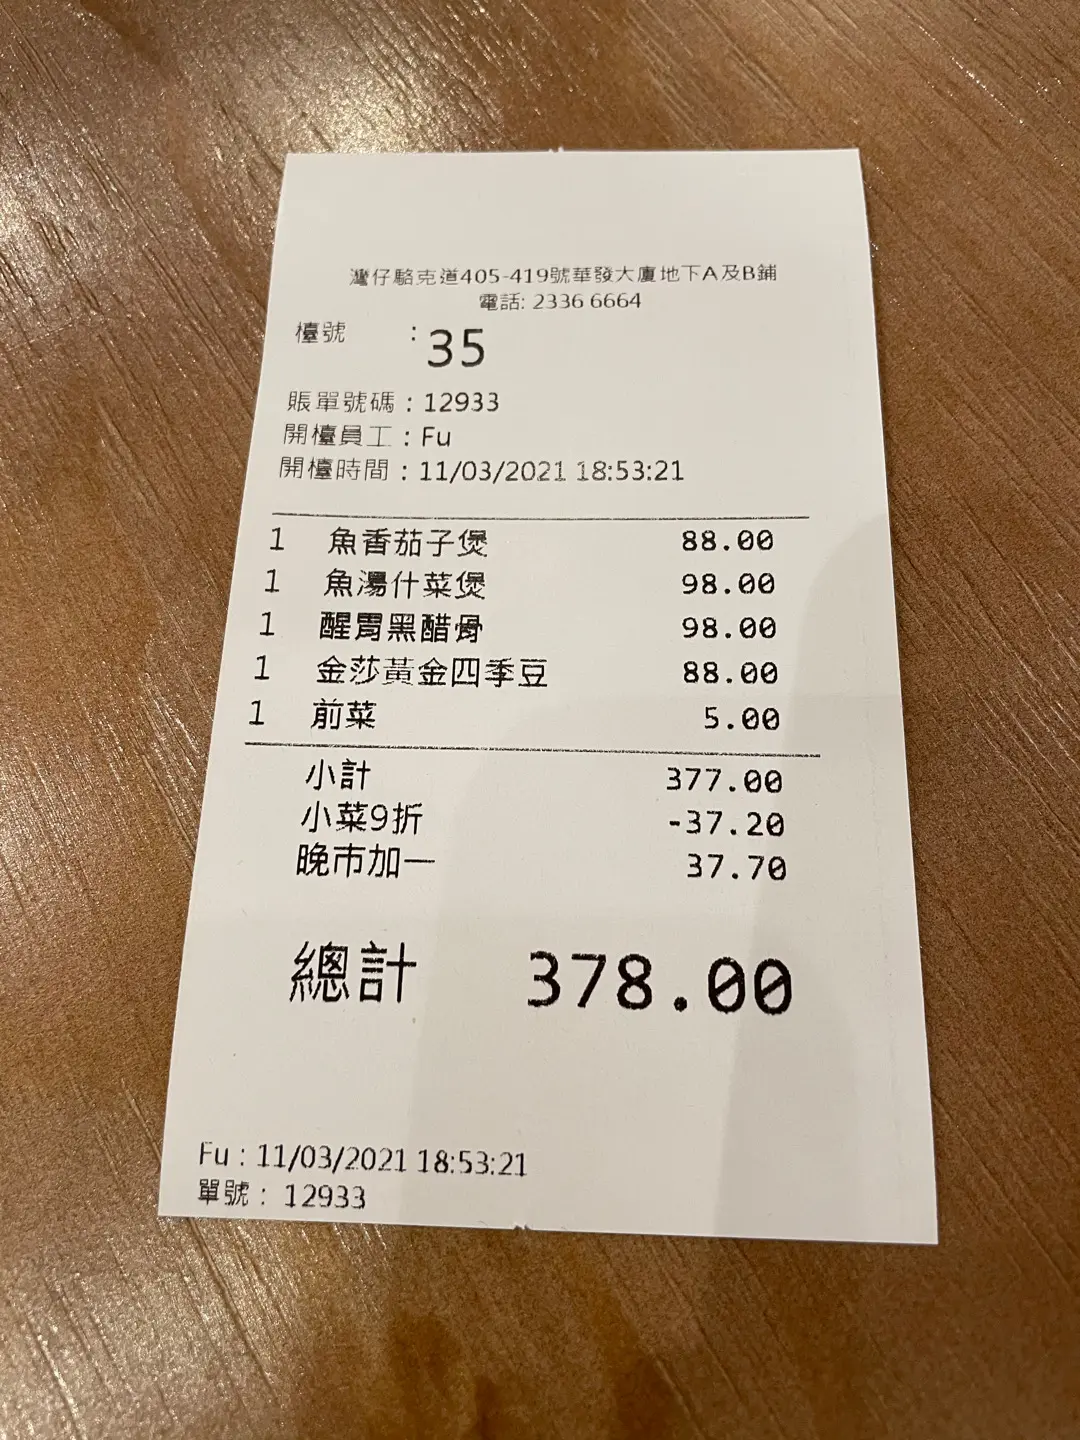 灣仔駱克道405-419號華發大廈地下A及B鋪
電話: 2336 6664
檯號 : 35
賬單號碼 : 12933
開檯員工 : Fu
開檯時間 : 11/03/2021 18:53:21
1 魚香茄子煲 88.00
1 魚湯什菜煲 98.00
1 醒胃黑醋骨 98.00
1 金莎黃金四季豆 88.00
1 前菜 5.00
小計 377.00
小菜9折 -37.20
晚市加一 37.70
總計 378.00
Fu : 11/03/2021 18:53:21
單號 : 12933